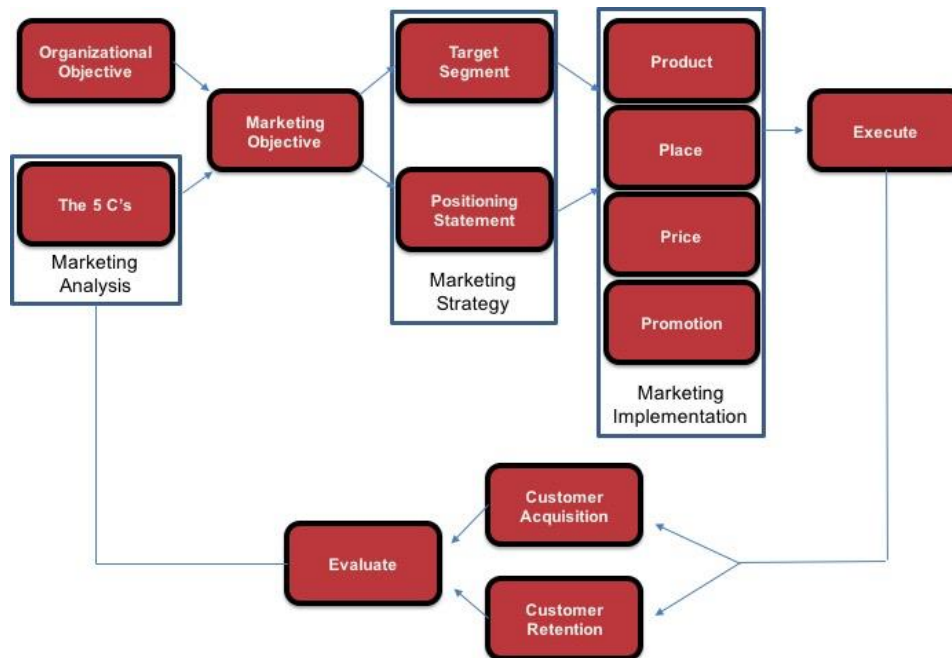 Organizational
Objective
The 5 C's
Marketing
Analysis
Marketing
Objective
Target
Segment
Positioning
Statement
Marketing
Strategy
Product
Place
Price
Promotion
Marketing
Implementation
Execute
Customer
Acquisition
Customer
Retention
Evaluate